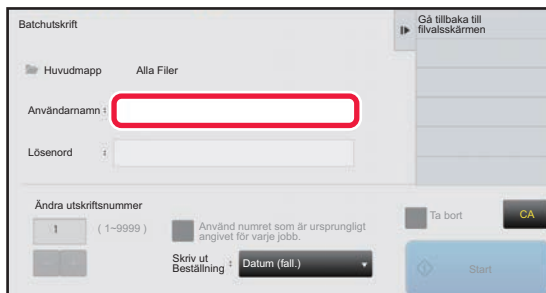 Batchutskrift
Gå tillbaka till
filvalsskärmen
Huvudmapp Alla Filer
Användarnamn :
Lösenord :
Ändra utskriftsnummer
1 ( 1~9999 )
Använd numret som är ursprungligt
angivet för varje jobb.
Skriv ut
Beställning : Datum (fall.)
Ta bort
CA
Start